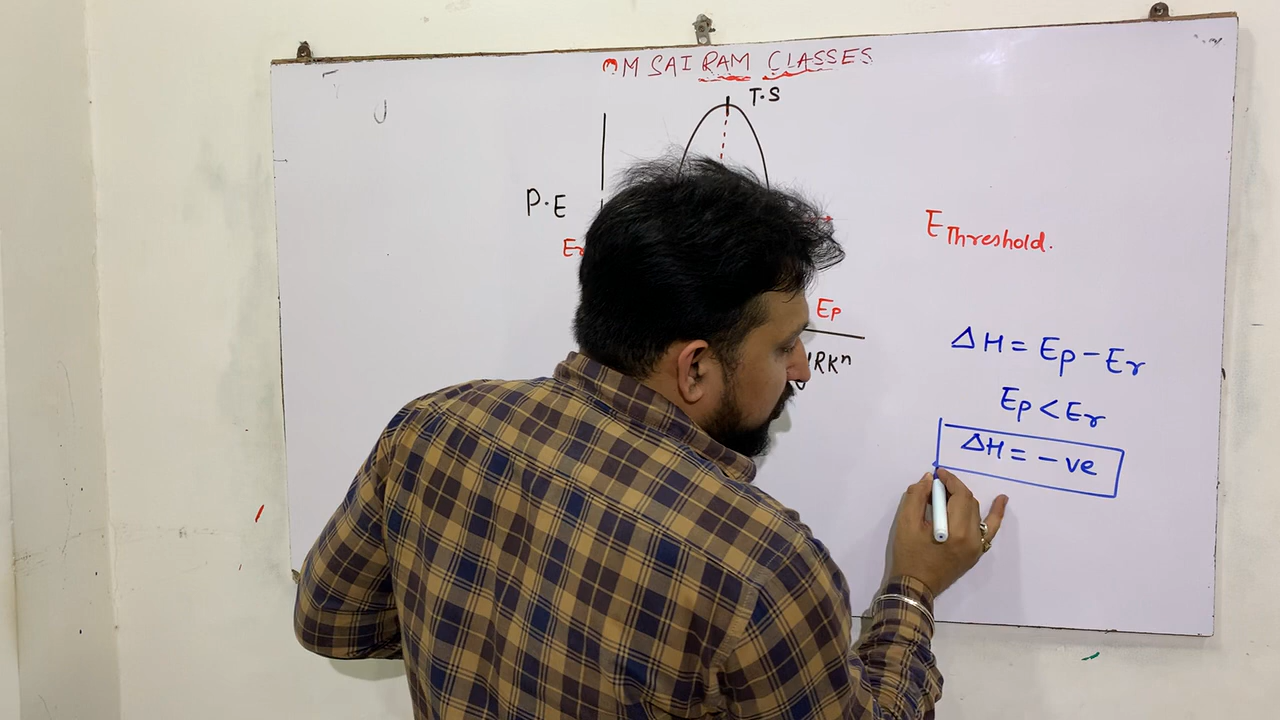 OM SAI RAM CLASSES
T.S
P.E
E Threshold.
Ep
ΔH = Ep - Er
Ep < Er
ΔH = - ve